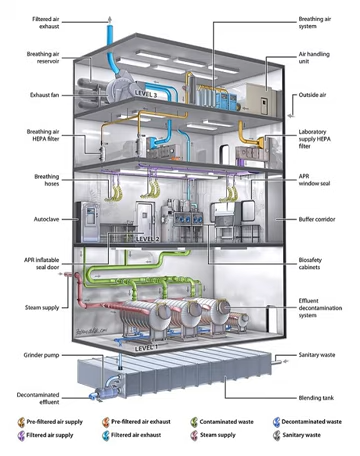 Filtered air
exhaust
Breathing air
system
Breathing air
reservoir
Air handling
unit
LEVEL 3
Exhaust fan
Outside air
Breathing air
HEPA filter
Laboratory
supply HEPA
filter
Breathing
hoses
APR
window seal
Autoclave
Buffer corridor
LEVEL 2
APR inflatable
seal door
Biosafety
cabinets
Steam supply
Effluent
decontamination
system
LEVEL 1
Grinder pump
Sanitary waste
Decontaminated
effluent
Blending tank
Pre-filtered air supply
Pre-filtered air exhaust
Contaminated waste
Decontaminated waste
Filtered air supply
Filtered air exhaust
Steam supply
Sanitary waste